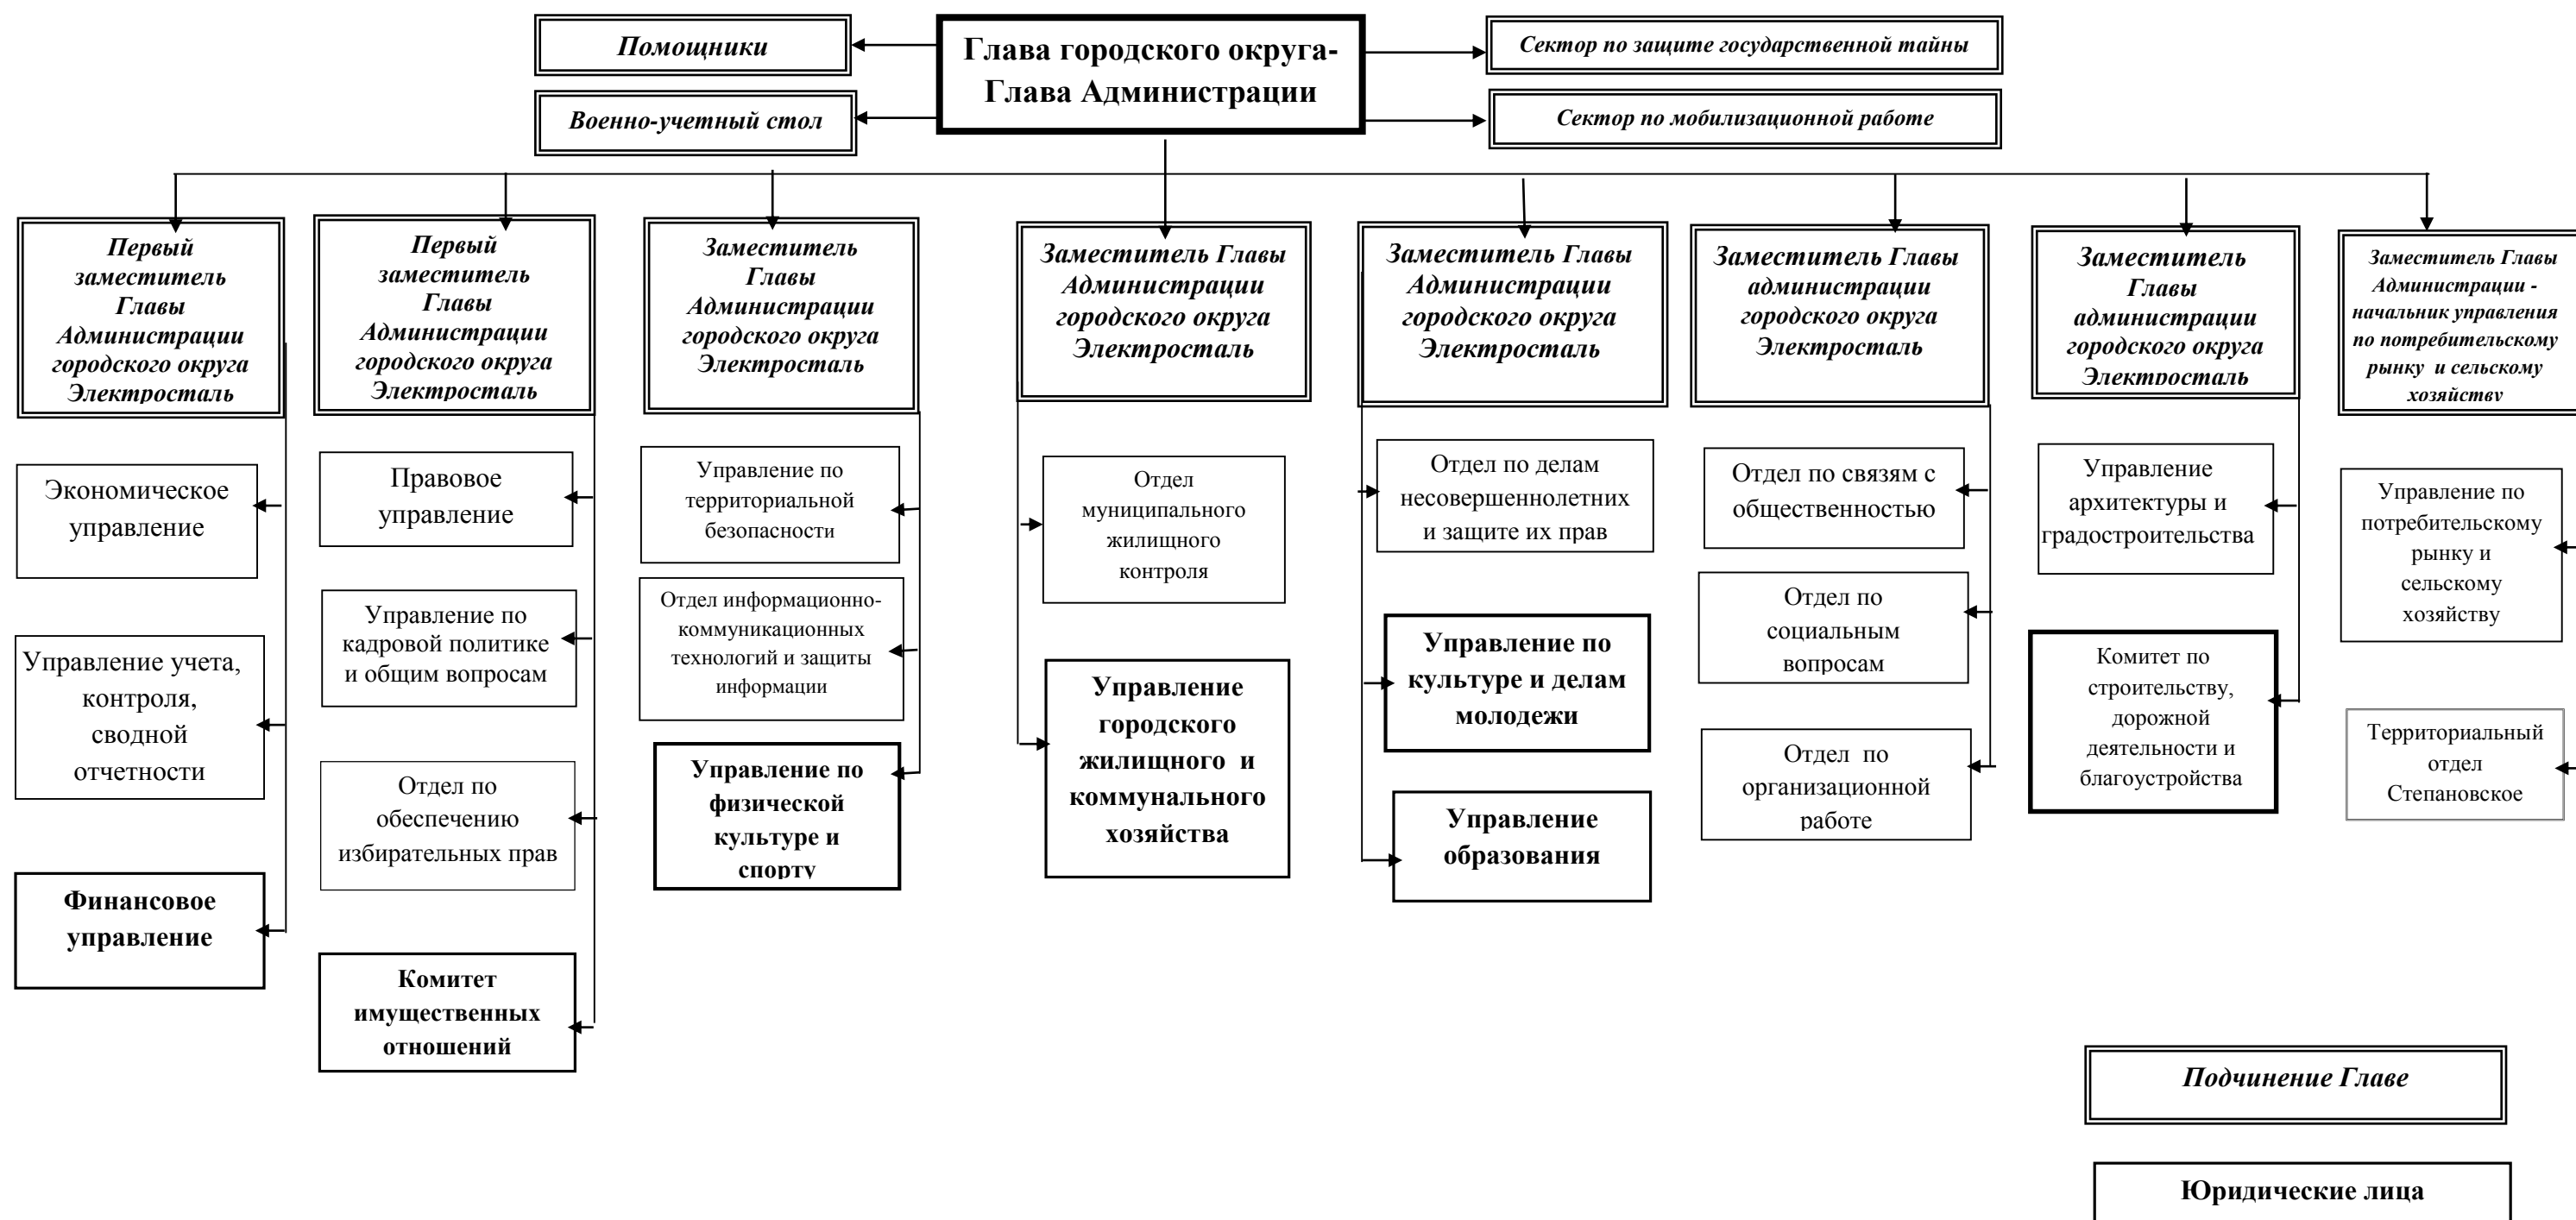 Помощники
Глава городского округа-
Глава Администрации
Сектор по защите государственной тайны
Военно-учетный стол
Сектор по мобилизационной работе
Первый
заместитель
Главы
Администрации
городского округа
Электросталь
Первый
заместитель
Главы
Администрации
городского округа
Электросталь
Заместитель
Главы
Администрации
городского округа
Электросталь
Заместитель Главы
Администрации
городского округа
Электросталь
Заместитель Главы
Администрации
городского округа
Электросталь
Заместитель Главы
администрации
городского округа
Электросталь
Заместитель
Главы
администрации
городского округа
Электросталь
Заместитель Главы
Администрации -
начальник управления
по потребительскому
рынку и сельскому
хозяйству
Экономическое
управление
Управление учета,
контроля,
сводной
отчетности
Финансовое
управление
Правовое
управление
Управление по
кадровой политике
и общим вопросам
Отдел по
обеспечению
избирательных прав
Комитет
имущественных
отношений
Управление по
территориальной
безопасности
Отдел информационно-
коммуникационных
технологий и защиты
информации
Управление по
физической
культуре и
спорту
Отдел
муниципального
жилищного
контроля
Управление
городского
жилищного и
коммунального
хозяйства
Отдел по делам
несовершеннолетних
и защите их прав
Управление по
культуре и делам
молодежи
Управление
образования
Отдел по связям с
общественностью
Отдел по
социальным
вопросам
Отдел по
организационной
работе
Управление
архитектуры и
градостроительства
Комитет по
строительству,
дорожной
деятельности и
благоустройства
Управление по
потребительскому
рынку и
сельскому
хозяйству
Территориальный
отдел
Степановское
Подчинение Главе
Юридические лица